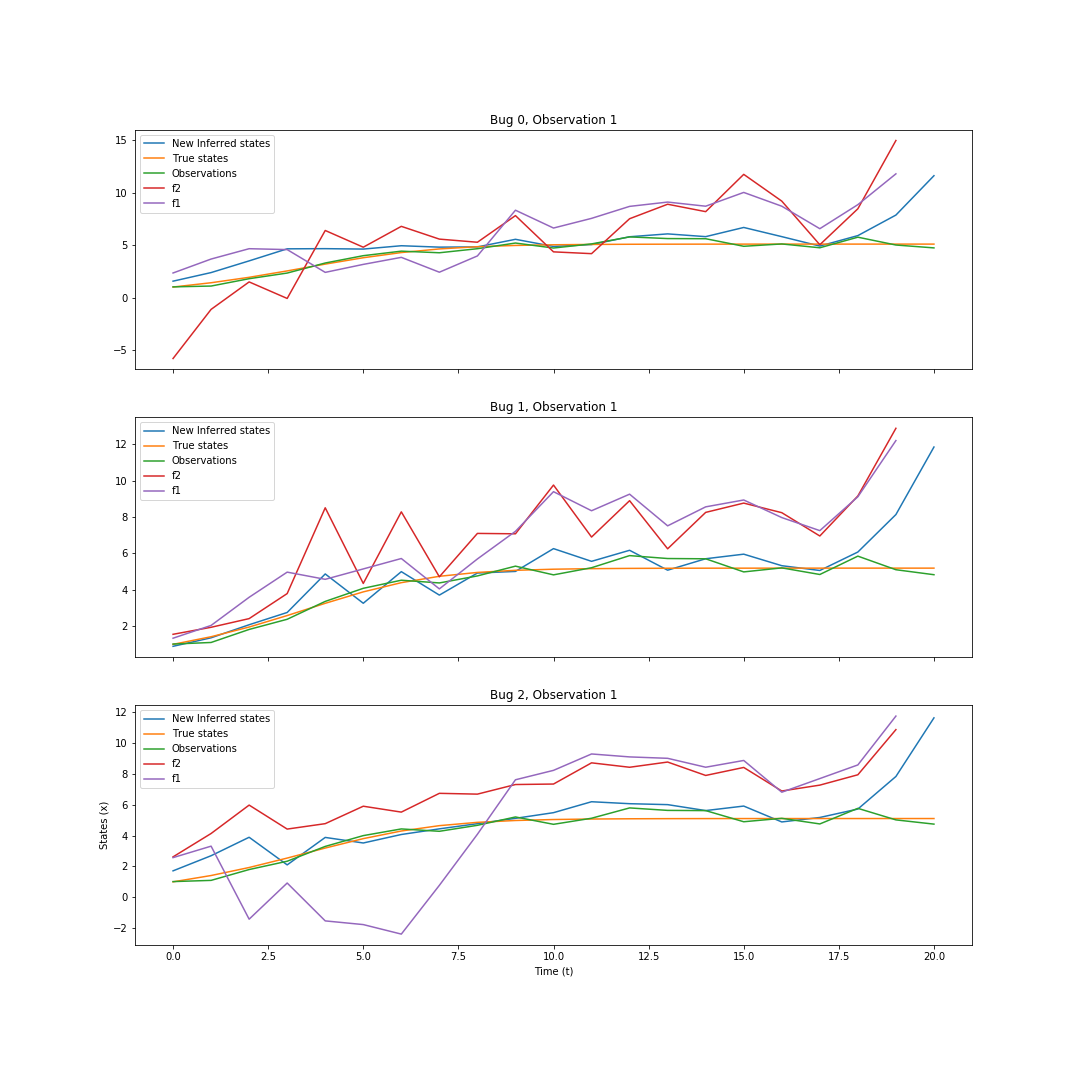 Bug 0, Observation 1
New Inferred states
True states
Observations
f2
f1
15
10
5
0
−5
Bug 1, Observation 1
New Inferred states
True states
Observations
f2
f1
12
10
8
6
4
2
Bug 2, Observation 1
New Inferred states
True states
Observations
f2
f1
12
10
8
6
4
2
0
−2
States (x)
0.0 2.5 5.0 7.5 10.0 12.5 15.0 17.5 20.0
Time (t)